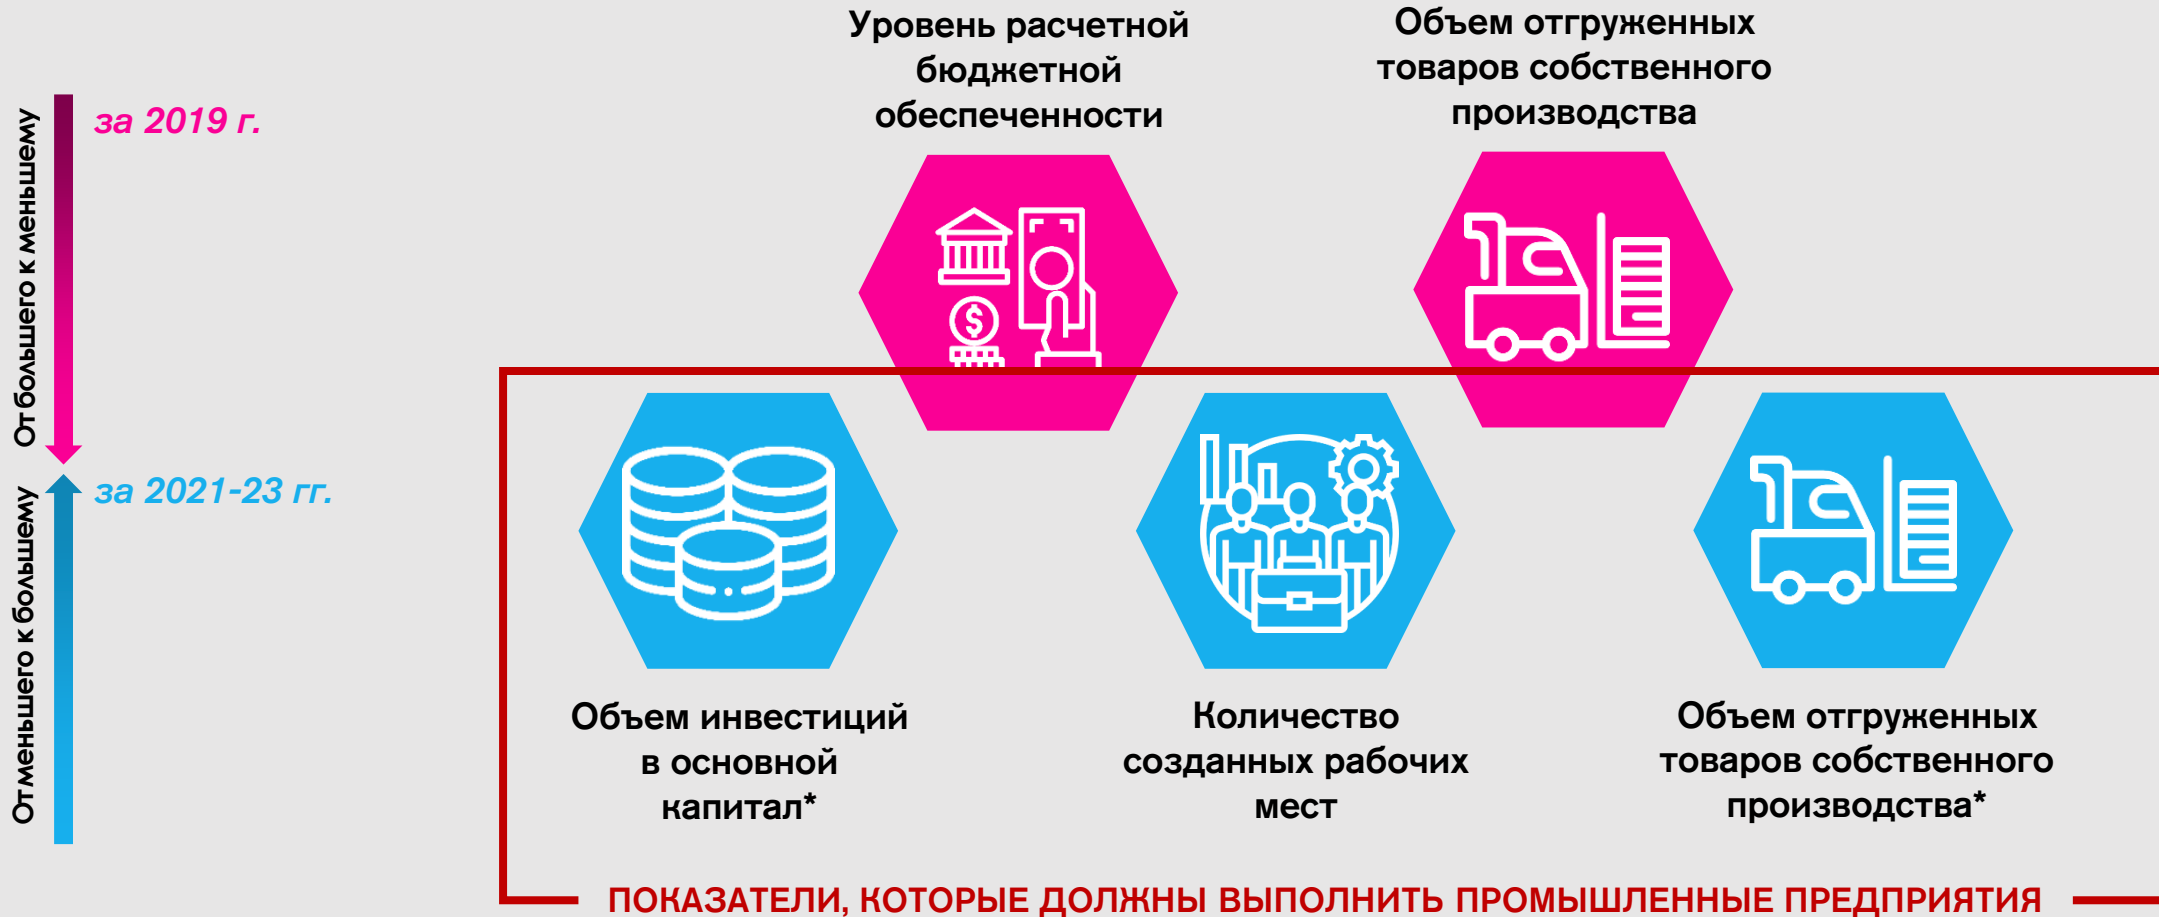 Уровень расчетной
бюджетной
обеспеченности
Объем отгруженных
товаров собственного
производства
От большего к меньшему
за 2019 г.
От меньшего к большему
за 2021-23 гг.
Объем инвестиций
в основной
капитал*
Количество
созданных рабочих
мест
Объем отгруженных
товаров собственного
производства*
ПОКАЗАТЕЛИ, КОТОРЫЕ ДОЛЖНЫ ВЫПОЛНИТЬ ПРОМЫШЛЕННЫЕ ПРЕДПРИЯТИЯ